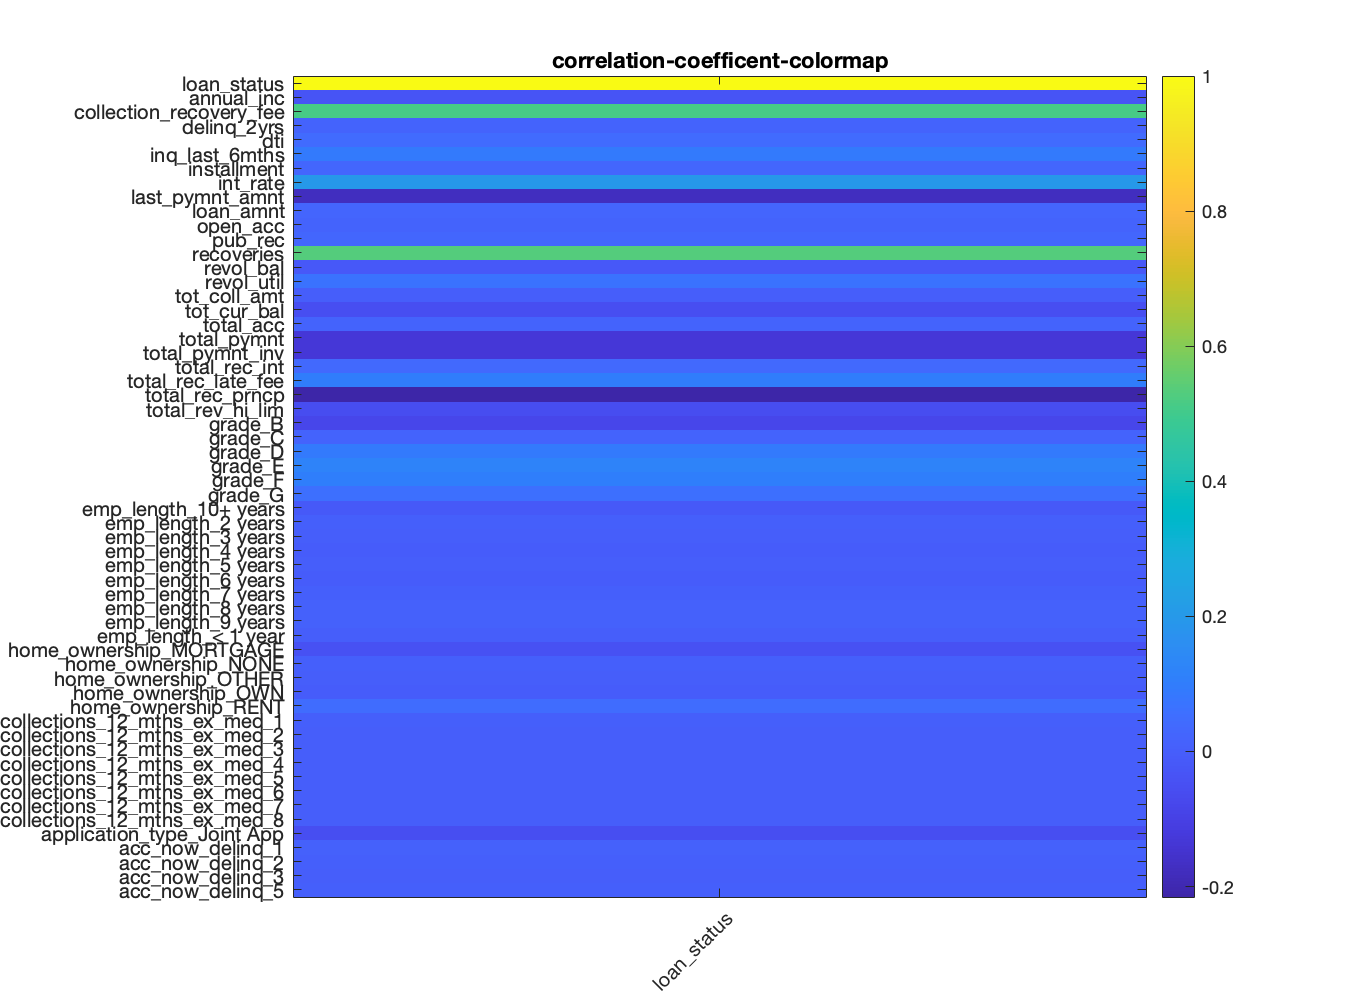 correlation-coefficent-colormap
loan_status
annual_inc
collection_recovery_fee
delinq_2yrs
dti
inq_last_6mths
installment
int_rate
last_pymnt_amnt
loan_amnt
open_acc
pub_rec
recoveries
revol_bal
revol_util
tot_coll_amt
tot_cur_bal
total_acc
total_pymnt
total_pymnt_inv
total_rec_int
total_rec_late_fee
total_rec_prncp
total_rev_hi_lim
grade_B
grade_C
grade_D
grade_E
grade_F
grade_G
emp_length_10+ years
emp_length_2 years
emp_length_3 years
emp_length_4 years
emp_length_5 years
emp_length_6 years
emp_length_7 years
emp_length_8 years
emp_length_9 years
emp_length_< 1 year
home_ownership_MORTGAGE
home_ownership_NONE
home_ownership_OTHER
home_ownership_OWN
home_ownership_RENT
collections_12_mths_ex_med_1
collections_12_mths_ex_med_2
collections_12_mths_ex_med_3
collections_12_mths_ex_med_4
collections_12_mths_ex_med_5
collections_12_mths_ex_med_6
collections_12_mths_ex_med_7
collections_12_mths_ex_med_8
application_type_Joint App
acc_now_delinq_1
acc_now_delinq_2
acc_now_delinq_3
acc_now_delinq_5
loan_status
1
0.8
0.6
0.4
0.2
0
-0.2